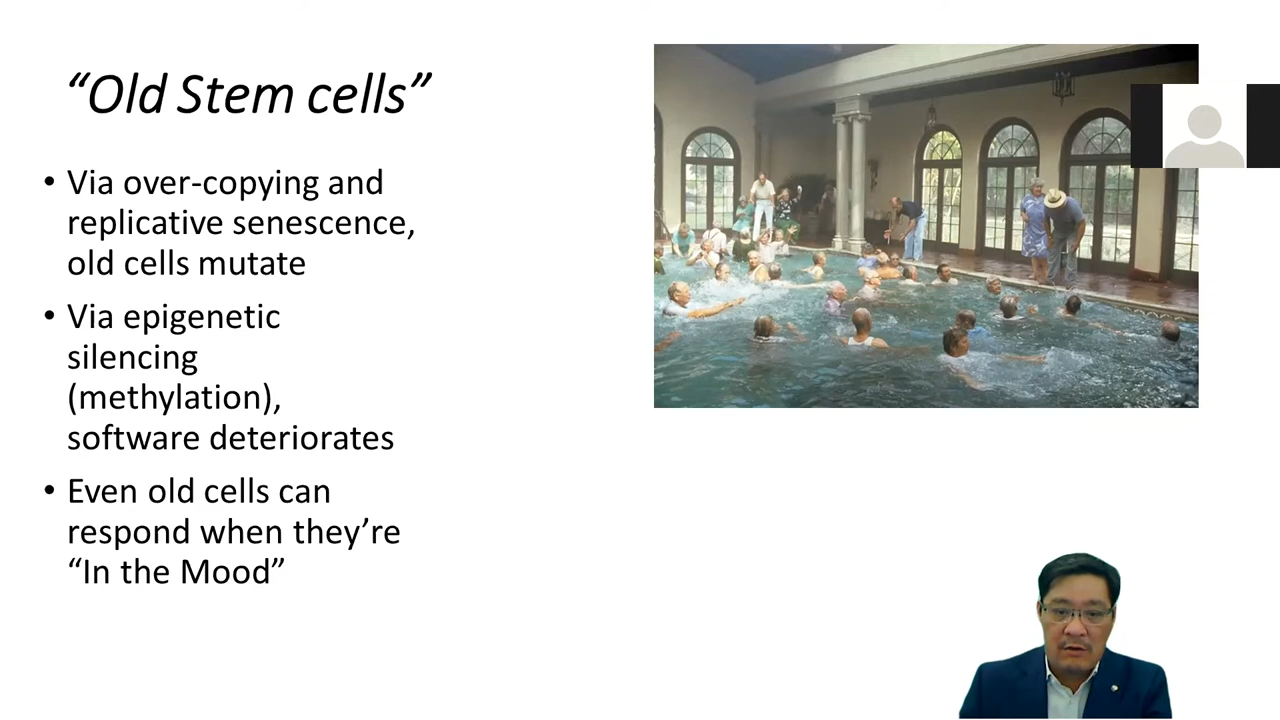 “Old Stem cells”
• Via over-copying and
replicative senescence,
old cells mutate
• Via epigenetic
silencing
(methylation),
software deteriorates
• Even old cells can
respond when they’re
“In the Mood”